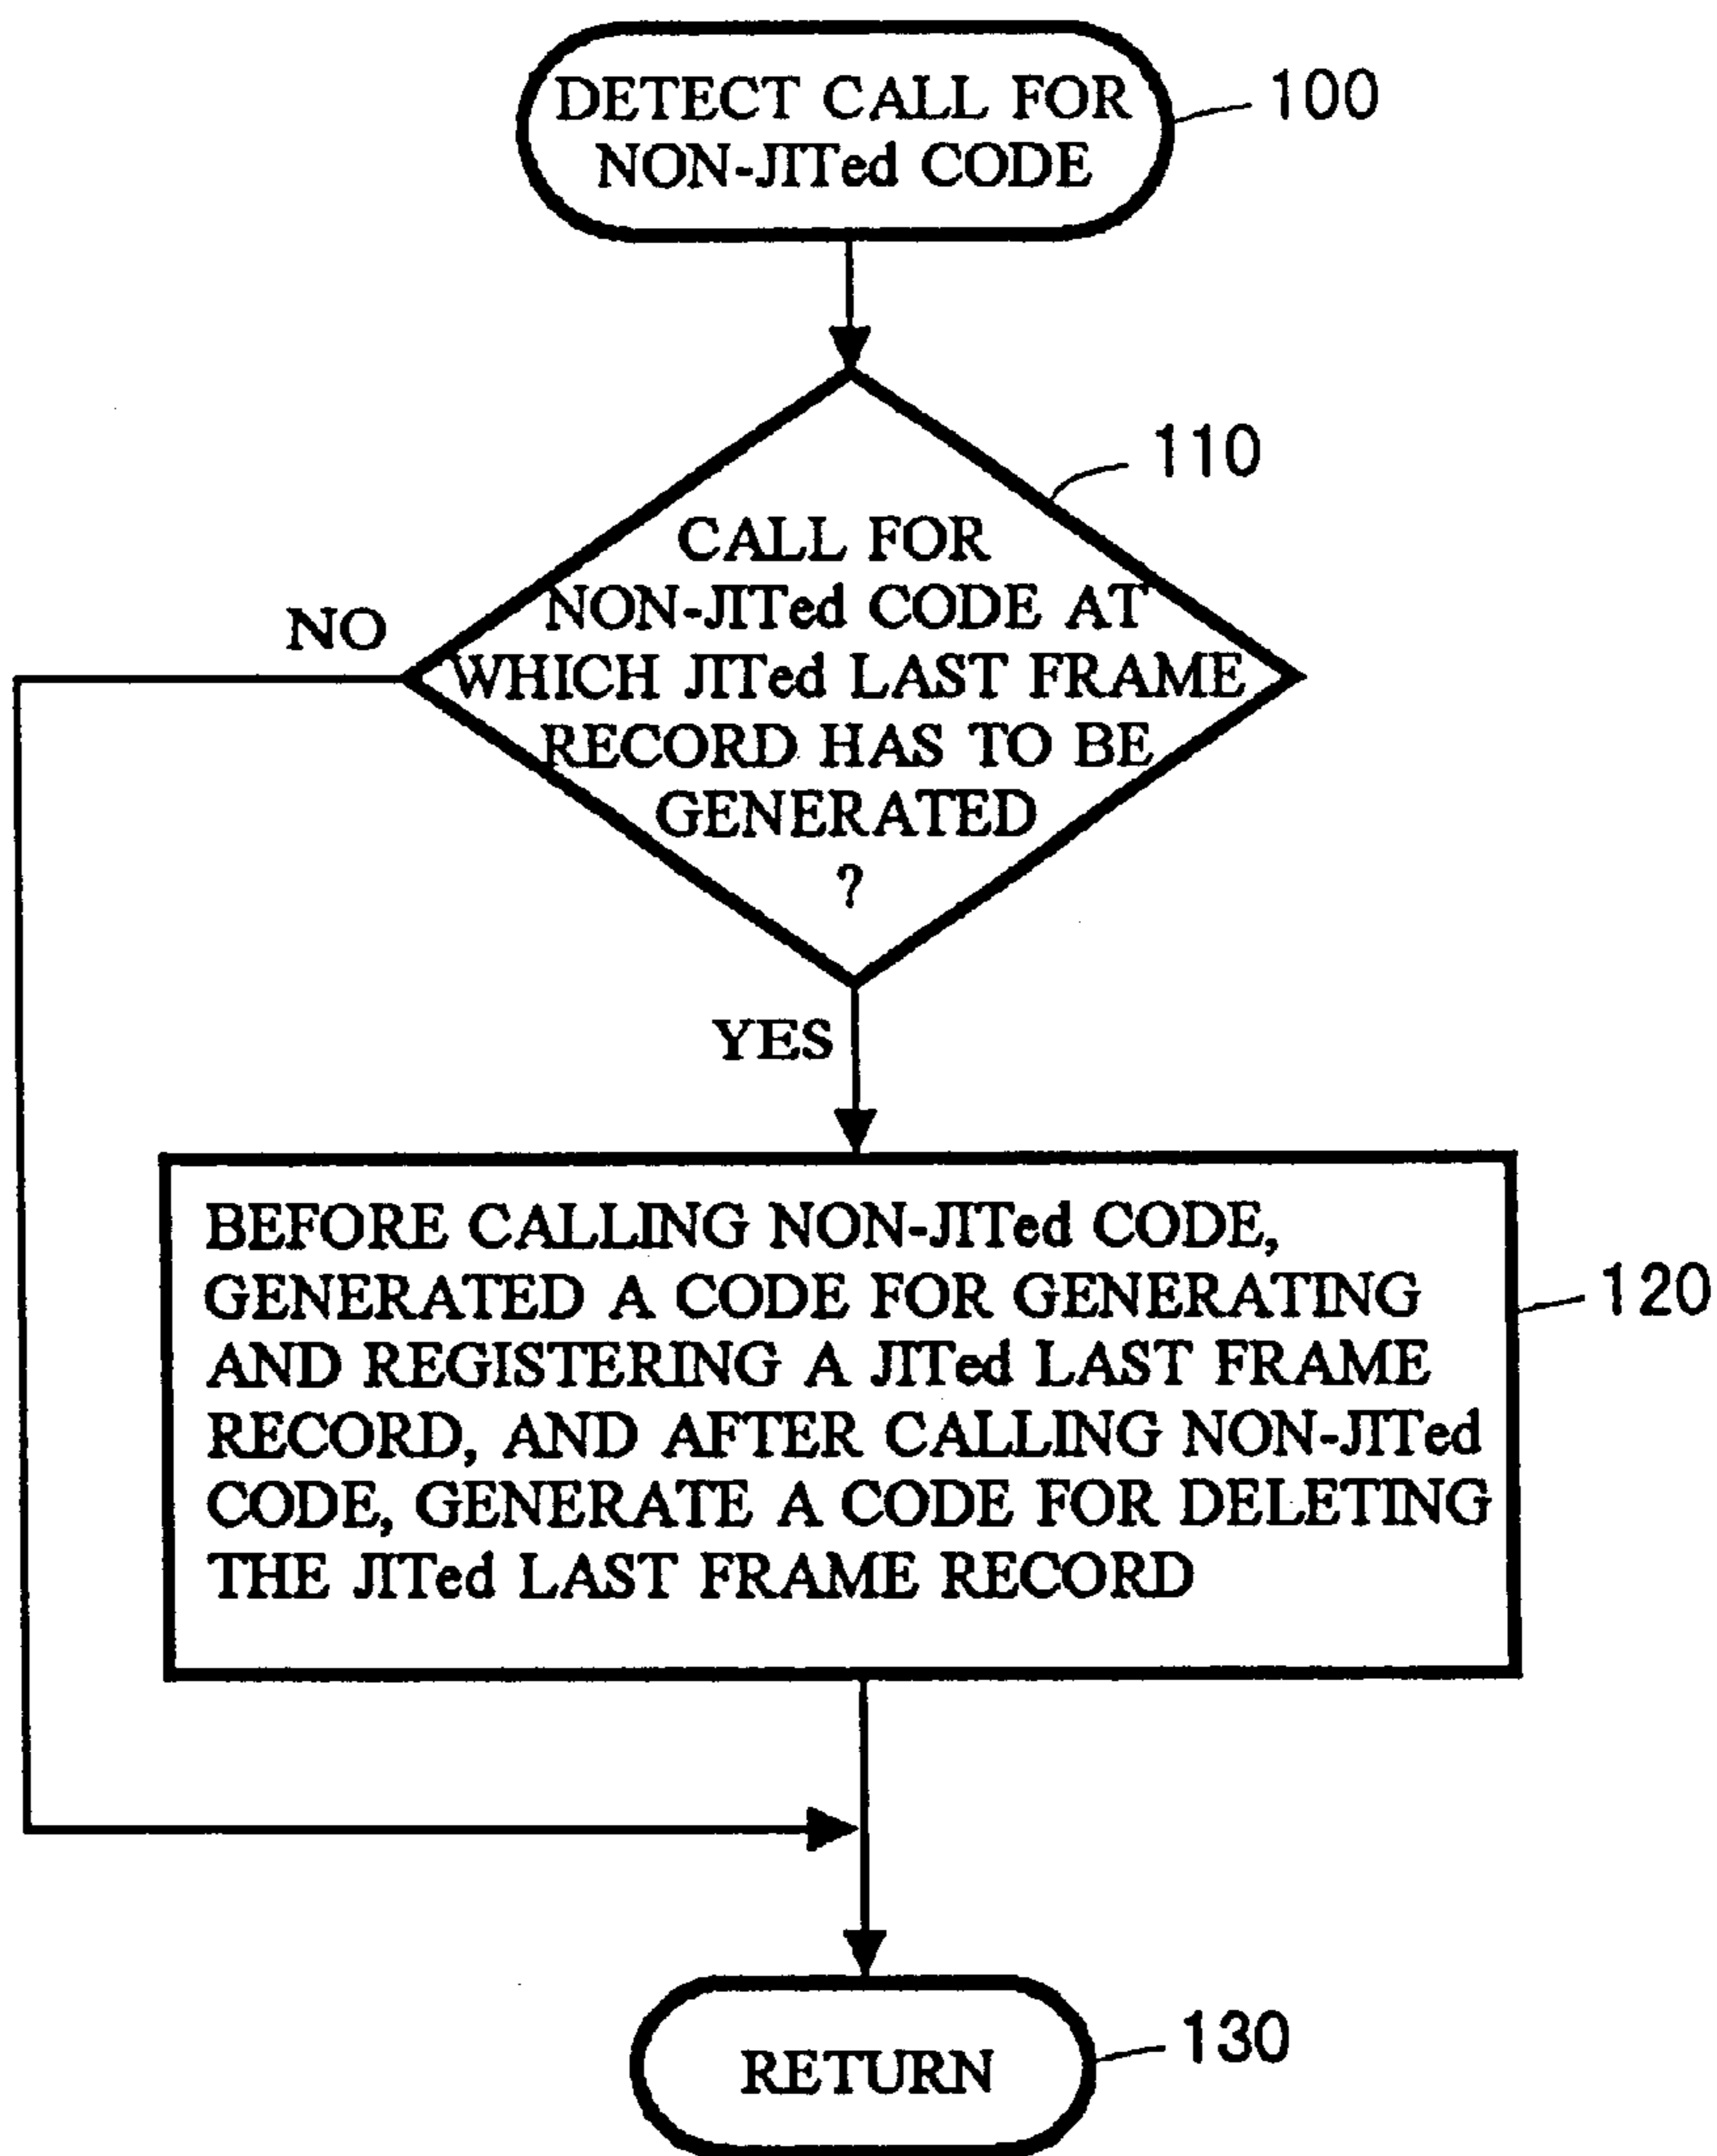 DETECT CALL FOR
NON-JITed CODE
100
110
CALL FOR
NON-JITed CODE AT
WHICH JITed LAST FRAME
RECORD HAS TO BE
GENERATED
?
NO
YES
BEFORE CALLING NON-JITed CODE,
GENERATED A CODE FOR GENERATING
AND REGISTERING A JITed LAST FRAME
RECORD, AND AFTER CALLING NON-JITed
CODE, GENERATE A CODE FOR DELETING
THE JITed LAST FRAME RECORD
120
RETURN
130